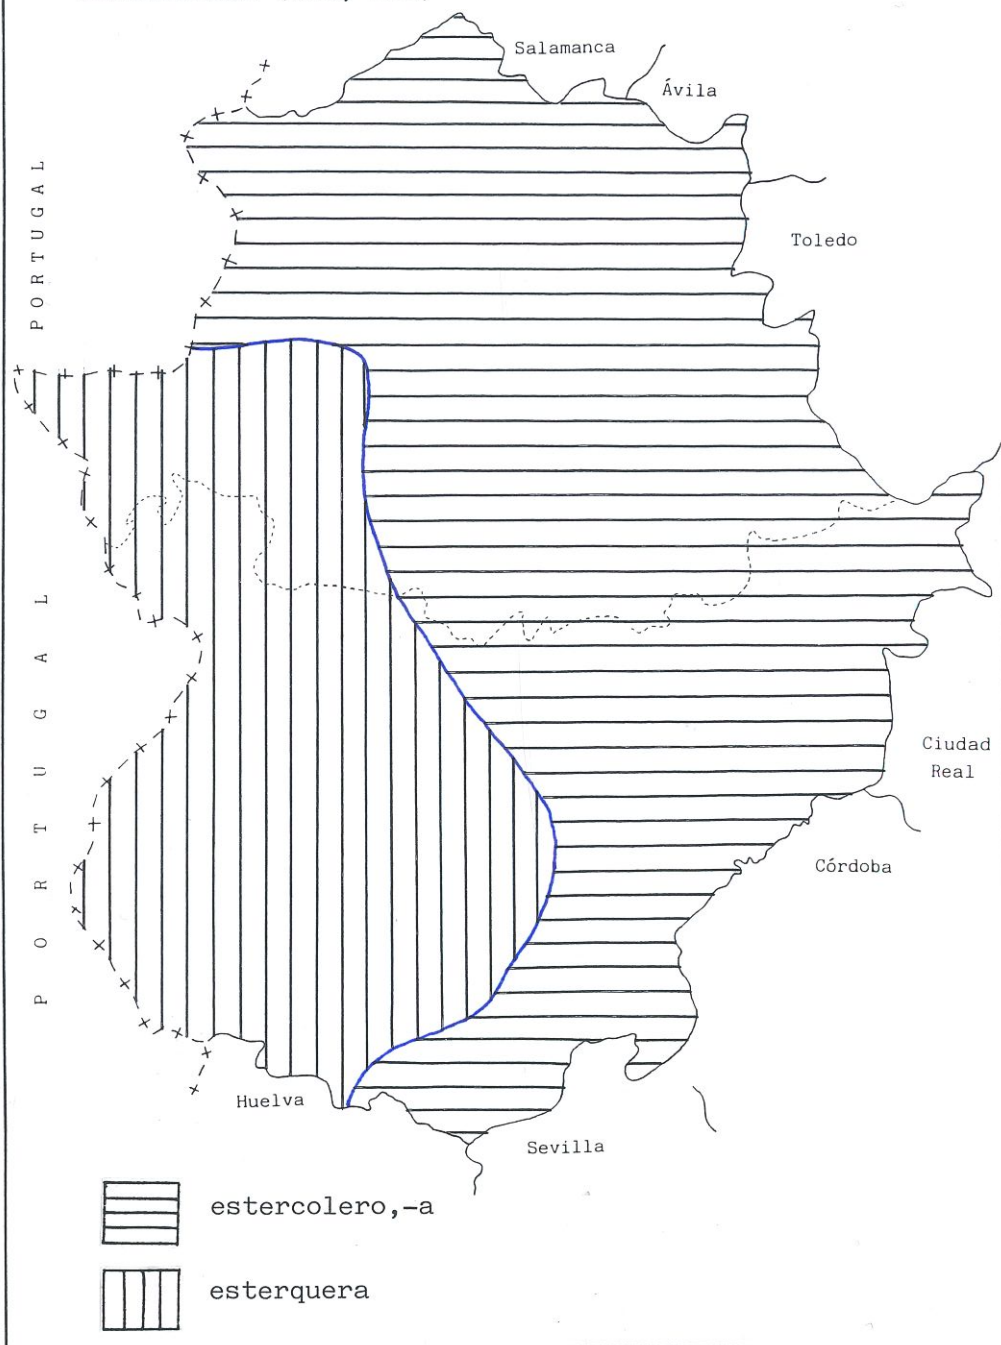 Salamanca
Ávila
PORTUGAL
Toledo
PORTUGAL
Ciudad
Real
Córdoba
Huelva
Sevilla
estercolero,-a
esterquera